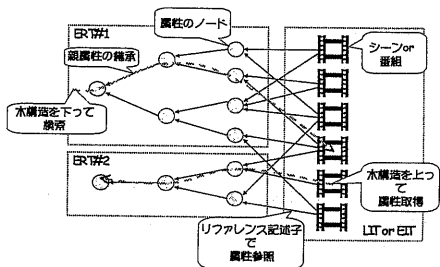 ERT#1
属性のノード
親属性の継承
シーンor
番組
木構造を下って
検索
ERT#2
木構造を上って
属性取得
リファレンス記述子
で
属性参照
LIT or EIT